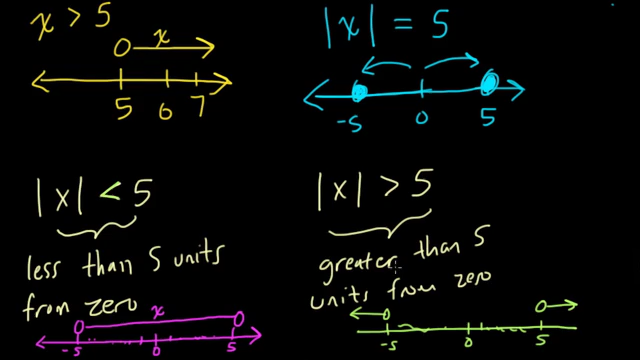 x > 5
x
5 6 7
|x| = 5
-5 0 5
|x| < 5
less than 5 units
from zero
x
-5 0 5
|x| > 5
greater than 5
units from zero
-5 0 5